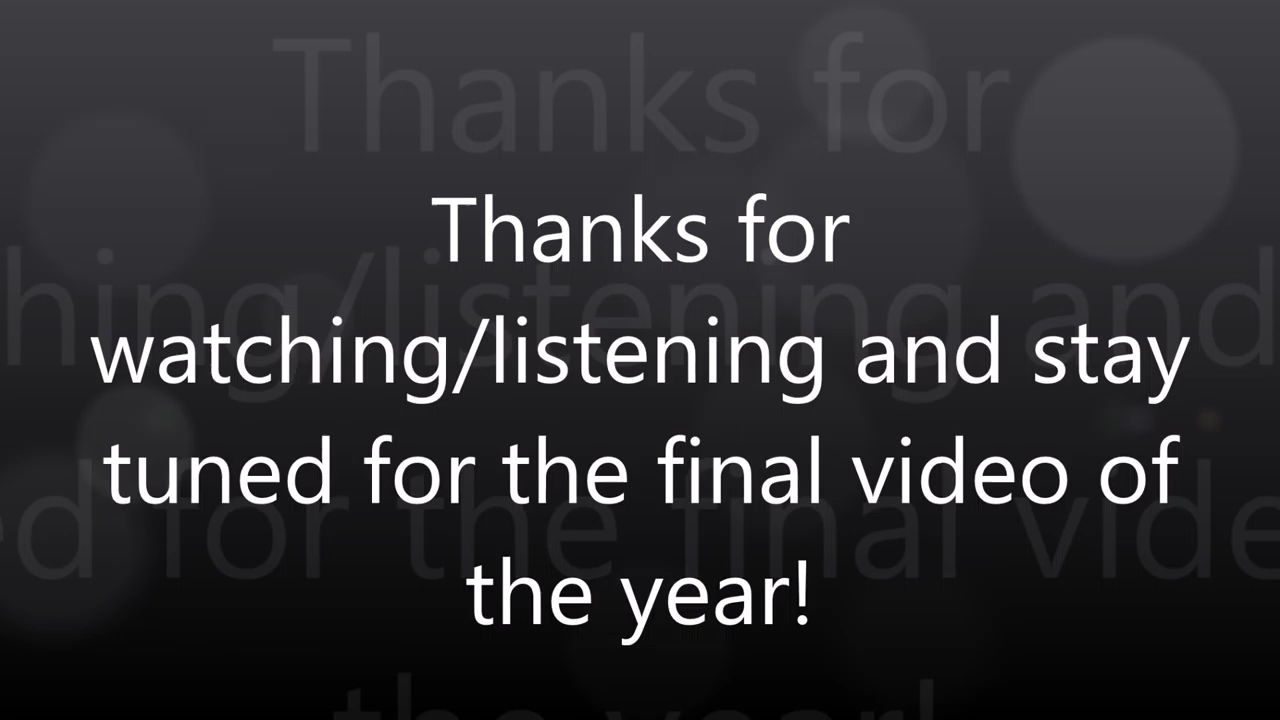 Thanks for
watching/listening and stay
tuned for the final video of
the year!